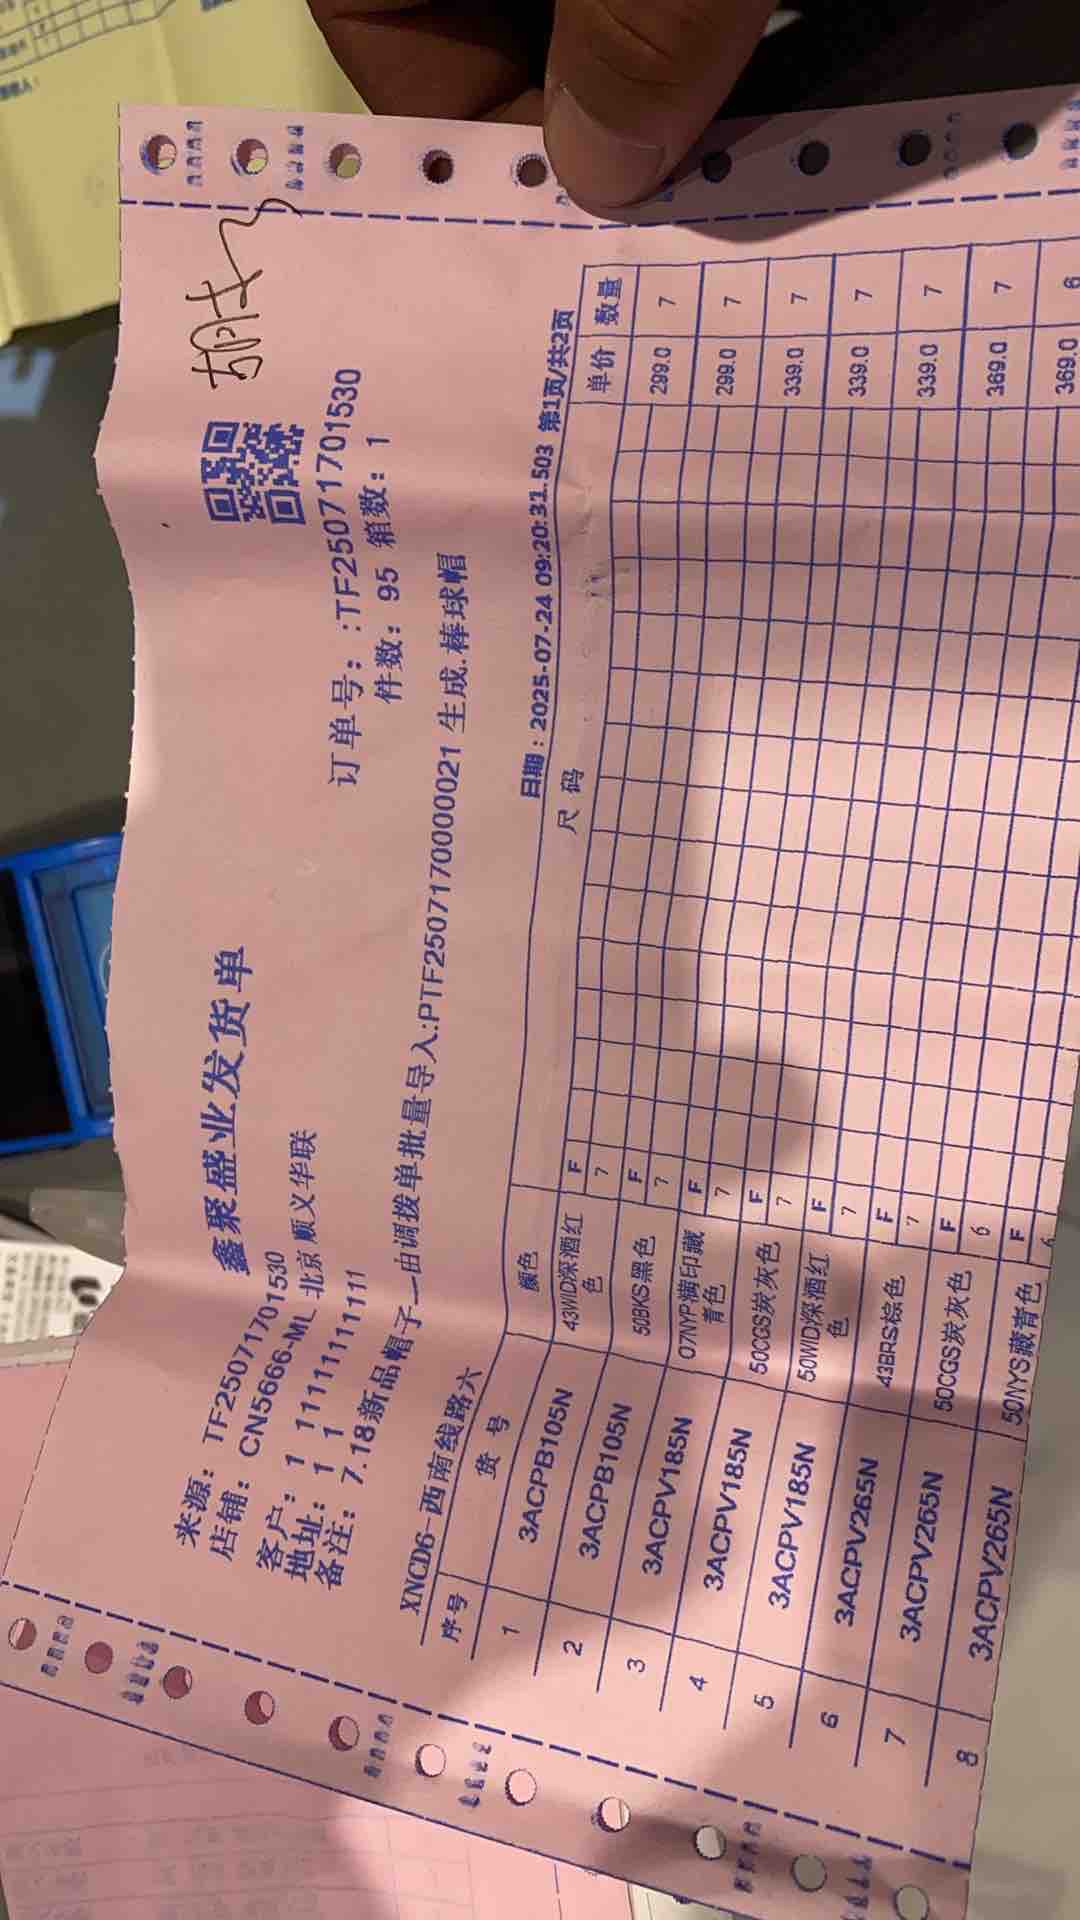 鑫聚盛业发货单
来源: TF250717701530
店铺: CN5666-ML 北京 顺义华联
订单号: :TF250717701530
客户: 1 1111111111111
件数: 95 箱数: 1
地址: 1 1
备注: 7.18新品帽子—由调拨单批量导入:PTF250717000021 生成.棒球帽
XNCD6-西南线路六 日期: 2025-07-24 09:20:31.503 第1页/共2页
序号 货号 颜色 尺码 单价 数量
1 3ACPB105N 43WID深酒红色 F 7 299.0 7
2 3ACPB105N 50BKS黑色 F 7 299.0 7
3 3ACPV185N 07NYP满印藏青色 F 7 339.0 7
4 3ACPV185N 50CGS炭灰色 F 7 339.0 7
5 3ACPV185N 50WID深酒红色 F 7 339.0 7
6 3ACPV265N 43BRS棕色 F 7 369.0 7
7 3ACPV265N 50CGS炭灰色 F 6 369.0 6
8 3ACPV265N 50NYS藏青色 F 6